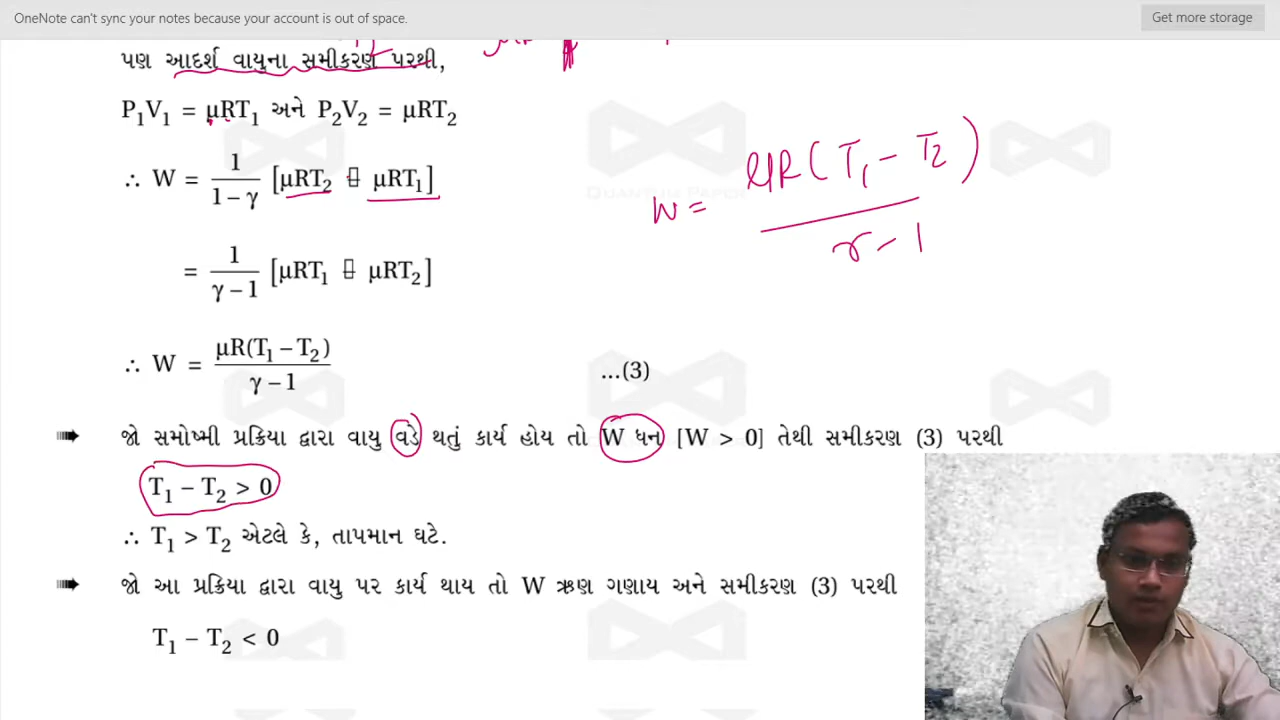 OneNote can't sync your notes because your account is out of space.
Get more storage
પણ આદર્શ વાયુના સમીકરણ પરથી,
P₁V₁ = μRT₁ અને P₂V₂ = μRT₂
∴ W = 1/(1 – γ) [μRT₂ ▯ μRT₁]
W = μR(T₁ – T₂)/(γ – 1)
= 1/(γ – 1) [μRT₁ ▯ μRT₂]
∴ W = μR(T₁ – T₂)/(γ – 1) ...(3)
➠ જો સમોષ્મી પ્રક્રિયા દ્વારા વાયુ વડે થતું કાર્ય હોય તો W ધન [W > 0] તેથી સમીકરણ (3) પરથી
T₁ – T₂ > 0
∴ T₁ > T₂ એટલે કે, તાપમાન ઘટે.
➠ જો આ પ્રક્રિયા દ્વારા વાયુ પર કાર્ય થાય તો W ઋણ ગણાય અને સમીકરણ (3) પરથી
T₁ – T₂ < 0
QUANTUM PAPER